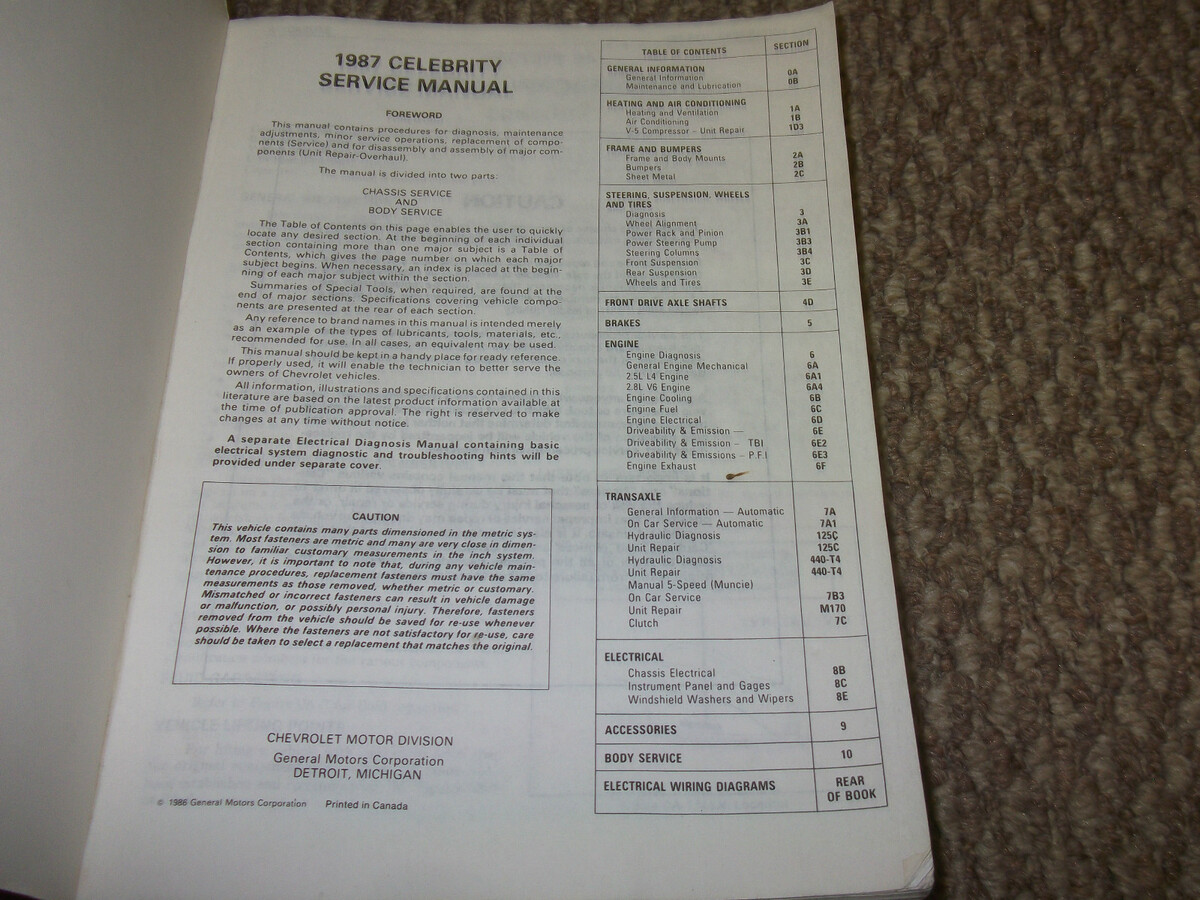 1987 CELEBRITY
SERVICE MANUAL
FOREWORD
This manual contains procedures for diagnosis, maintenance
adjustments, minor service operations, replacement of compo-
nents (Service) and for disassembly and assembly of major com-
ponents (Unit Repair-Overhaul).
The manual is divided into two parts:
CHASSIS SERVICE
AND
BODY SERVICE
The Table of Contents on this page enables the user to quickly
locate any desired section. At the beginning of each individual
section containing more than one major subject is a Table of
Contents, which gives the page number on which each major
subject begins. When necessary, an index is placed at the begin-
ning of each major subject within the section.
Summaries of Special Tools, when required, are found at the
end of major sections. Specifications covering vehicle compo-
nents are presented at the rear of each section.
Any reference to brand names in this manual is intended merely
as an example of the types of lubricants, tools, materials, etc.,
recommended for use. In all cases, an equivalent may be used.
This manual should be kept in a handy place for ready reference.
If properly used, it will enable the technician to better serve the
owners of Chevrolet vehicles.
All information, illustrations and specifications contained in this
literature are based on the latest product information available at
the time of publication approval. The right is reserved to make
changes at any time without notice.
A separate Electrical Diagnosis Manual containing basic
electrical system diagnostic and troubleshooting hints will be
provided under separate cover.
CAUTION
This vehicle contains many parts dimensioned in the metric sys-
tem. Most fasteners are metric and many are very close in dimen-
sion to familiar customary measurements in the inch system.
However, it is important to note that, during any vehicle main-
tenance procedures, replacement fasteners must have the same
measurements as those removed, whether metric or customary.
Mismatched or incorrect fasteners can result in vehicle damage
or malfunction, or possibly personal injury. Therefore, fasteners
removed from the vehicle should be saved for re-use whenever
possible. Where the fasteners are not satisfactory for re-use, care
should be taken to select a replacement that matches the original.
CHEVROLET MOTOR DIVISION
General Motors Corporation
DETROIT, MICHIGAN
© 1986 General Motors Corporation Printed in Canada
TABLE OF CONTENTS SECTION
GENERAL INFORMATION
General Information 0A
Maintenance and Lubrication 0B
HEATING AND AIR CONDITIONING
Heating and Ventilation 1A
Air Conditioning 1B
V-5 Compressor - Unit Repair 1D3
FRAME AND BUMPERS
Frame and Body Mounts 2A
Bumpers 2B
Sheet Metal 2C
STEERING, SUSPENSION, WHEELS
AND TIRES
Diagnosis 3
Wheel Alignment 3A
Power Rack and Pinion 3B1
Power Steering Pump 3B3
Steering Columns 3B4
Front Suspension 3C
Rear Suspension 3D
Wheels and Tires 3E
FRONT DRIVE AXLE SHAFTS 4D
BRAKES 5
ENGINE
Engine Diagnosis 6
General Engine Mechanical 6A
2.5L L4 Engine 6A1
2.8L V6 Engine 6A4
Engine Cooling 6B
Engine Fuel 6C
Engine Electrical 6D
Driveability & Emission — 6E
Driveability & Emission - TBI 6E2
Driveability & Emissions - P.F.I 6E3
Engine Exhaust 6F
TRANSAXLE
General Information — Automatic 7A
On Car Service — Automatic 7A1
Hydraulic Diagnosis 125C
Unit Repair 125C
Hydraulic Diagnosis 440-T4
Unit Repair 440-T4
Manual 5-Speed (Muncie)
On Car Service 7B3
Unit Repair M170
Clutch 7C
ELECTRICAL
Chassis Electrical 8B
Instrument Panel and Gages 8C
Windshield Washers and Wipers 8E
ACCESSORIES 9
BODY SERVICE 10
ELECTRICAL WIRING DIAGRAMS REAR
OF BOOK